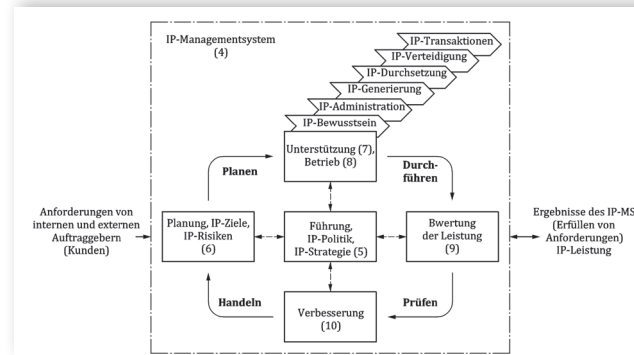 IP-Managementsystem
(4)
IP-Transaktionen
IP-Verteidigung
IP-Durchsetzung
IP-Generierung
IP-Administration
IP-Bewusstsein
Unterstützung (7),
Betrieb (8)
Planen
Durch-
führen
Anforderungen von
internen und externen
Auftraggebern
(Kunden)
Planung, IP-Ziele,
IP-Risiken
(6)
Führung,
IP-Politik,
IP-Strategie (5)
Bwertung
der Leistung
(9)
Ergebnisse des IP-MS
(Erfüllen von
Anforderungen)
IP-Leistung
Handeln
Prüfen
Verbesserung
(10)